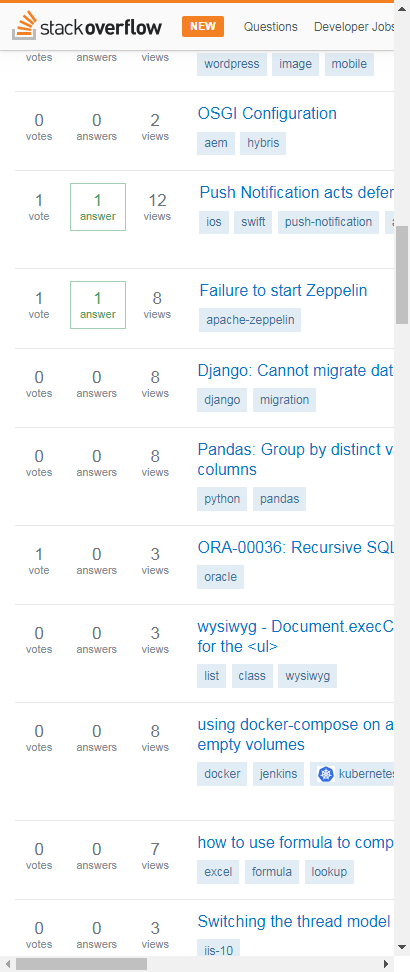 stackoverflow NEW Questions Developer Jobs
votes answers views
wordpress image mobile
0 0 2 OSGI Configuration
votes answers views
aem hybris
1 1 12 Push Notification acts
vote answer views
ios swift push-notification
1 1 8 Failure to start Zeppelin
vote answer views
apache-zeppelin
0 0 8 Django: Cannot migrate
votes answers views
django migration
0 0 8 Pandas: Group by distinct
votes answers views
columns
python pandas
1 0 3 ORA-00036: Recursive SQL
vote answers views
oracle
0 0 3 wysiwyg - Document.execC
votes answers views
for the <ul>
list class wysiwyg
0 0 8 using docker-compose on a
votes answers views
empty volumes
docker jenkins kubernetes
0 0 7 how to use formula to comp
votes answers views
excel formula lookup
0 0 3 Switching the thread model
votes answers views
iis-10